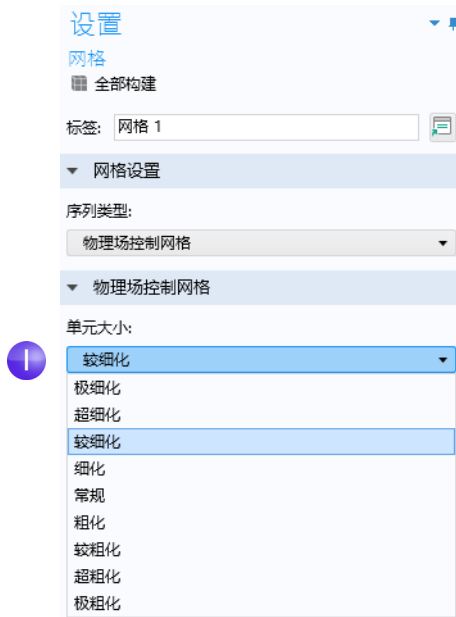 设置
网格
全部构建
标签: 网格 1
网格设置
序列类型:
物理场控制网格
物理场控制网格
单元大小:
I 较细化
极细化
超细化
较细化
细化
常规
粗化
较粗化
超粗化
极粗化